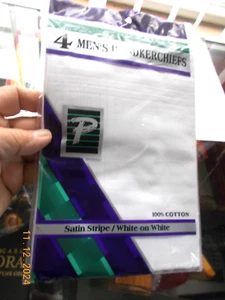 4 MEN'S HANDKERCHIEFS
P
100% COTTON
Satin Stripe / White on White
11/12/2024